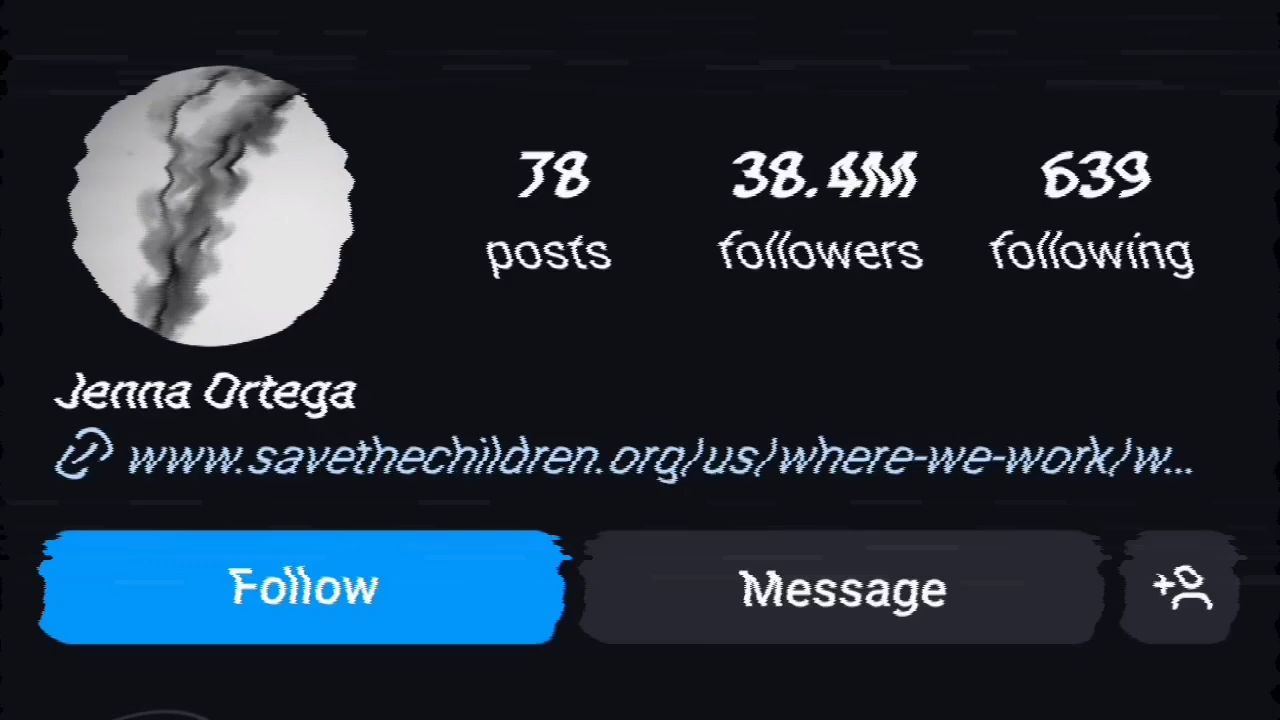 78 38.4M 639
posts followers following
Jenna Ortega
www.savethechildren.org/us/where-we-work/w...
Follow Message